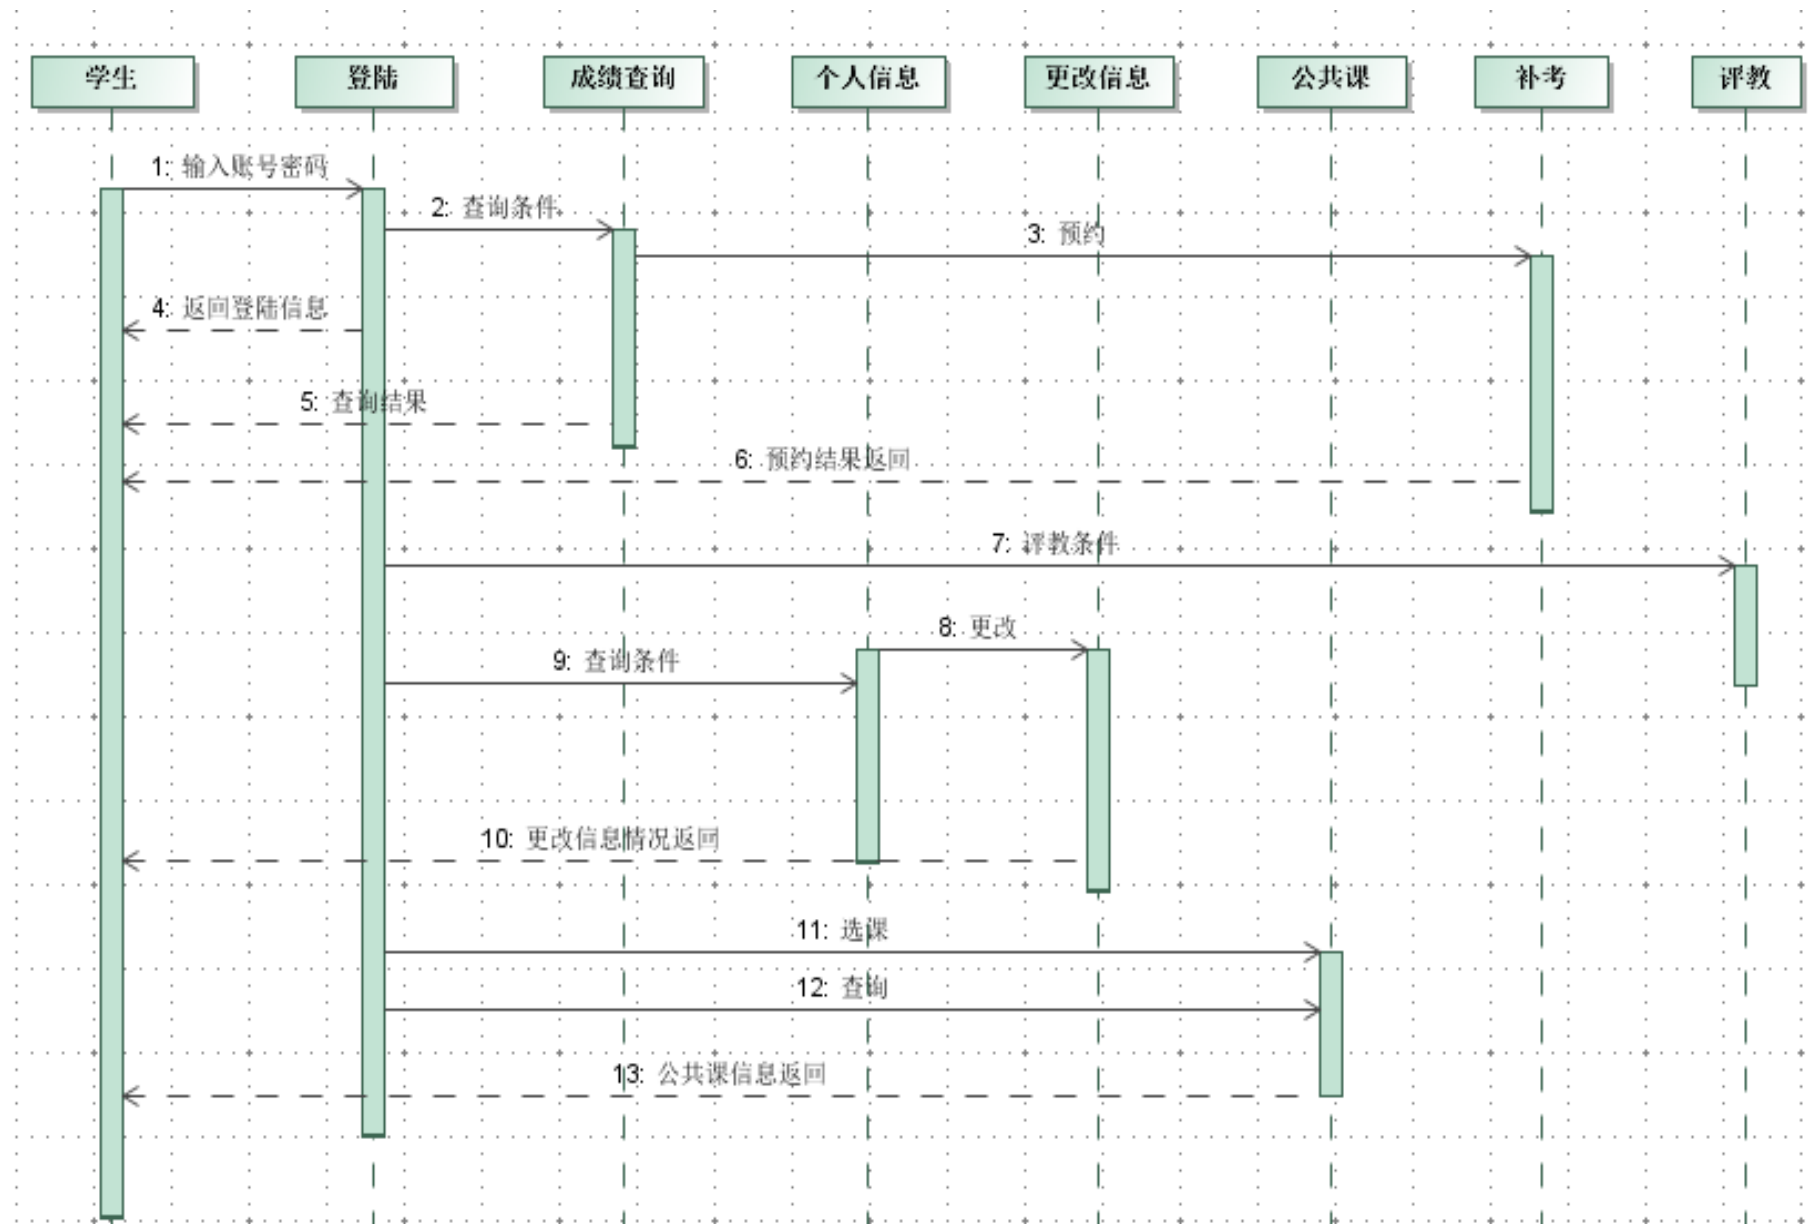 学生
登陆
成绩查询
个人信息
更改信息
公共课
补考
评教
1: 输入账号密码
2: 查询条件
3: 预约
4: 返回登陆信息
5: 查询结果
6: 预约结果返回
7: 评教条件
8: 更改
9: 查询条件
10: 更改信息情况返回
11: 选课
12: 查询
13: 公共课信息返回